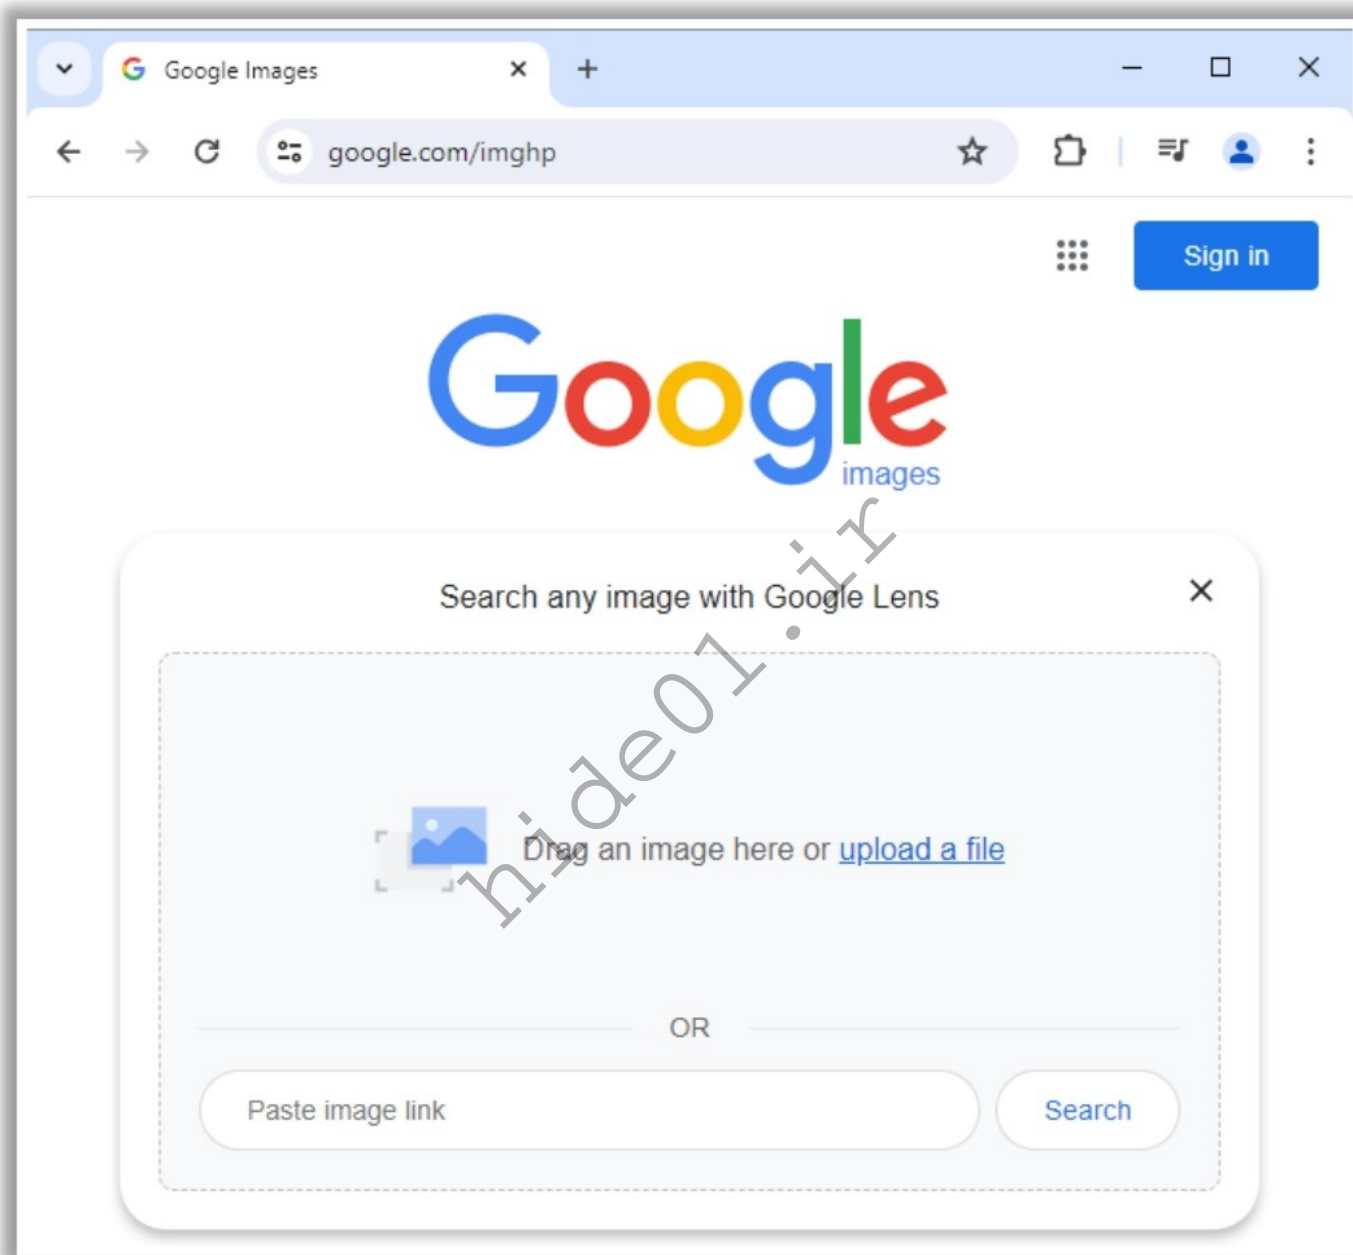 Google Images
google.com/imghp
Sign in
Google
images
Search any image with Google Lens
Drag an image here or upload a file
OR
Paste image link
Search
hide01.ir